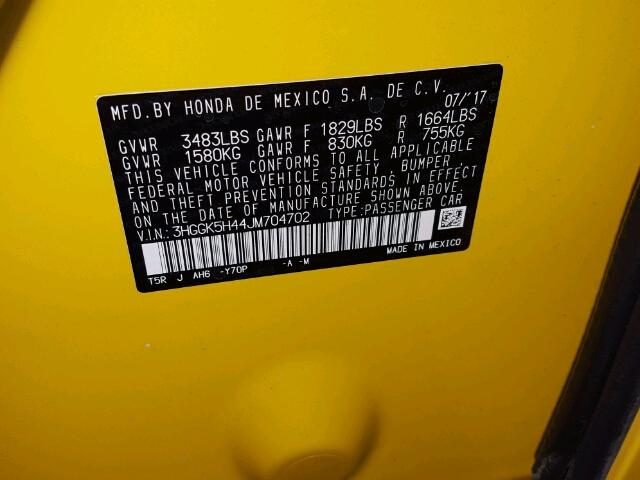 MFD.BY HONDA DE MEXICO S.A. DE C.V.
07/'17
GVWR 3483LBS GAWR F 1829LBS R 1664LBS
GVWR 1580KG GAWR F 830KG R 755KG
THIS VEHICLE CONFORMS TO ALL APPLICABLE
FEDERAL MOTOR VEHICLE SAFETY, BUMPER
AND THEFT PREVENTION STANDARDS IN EFFECT
ON THE DATE OF MANUFACTURE SHOWN ABOVE.
V.I.N.: 3HGGK5H44JM704702 TYPE:PASSENGER CAR
MADE IN MEXICO
T5R J AH6 -Y70P -A -M